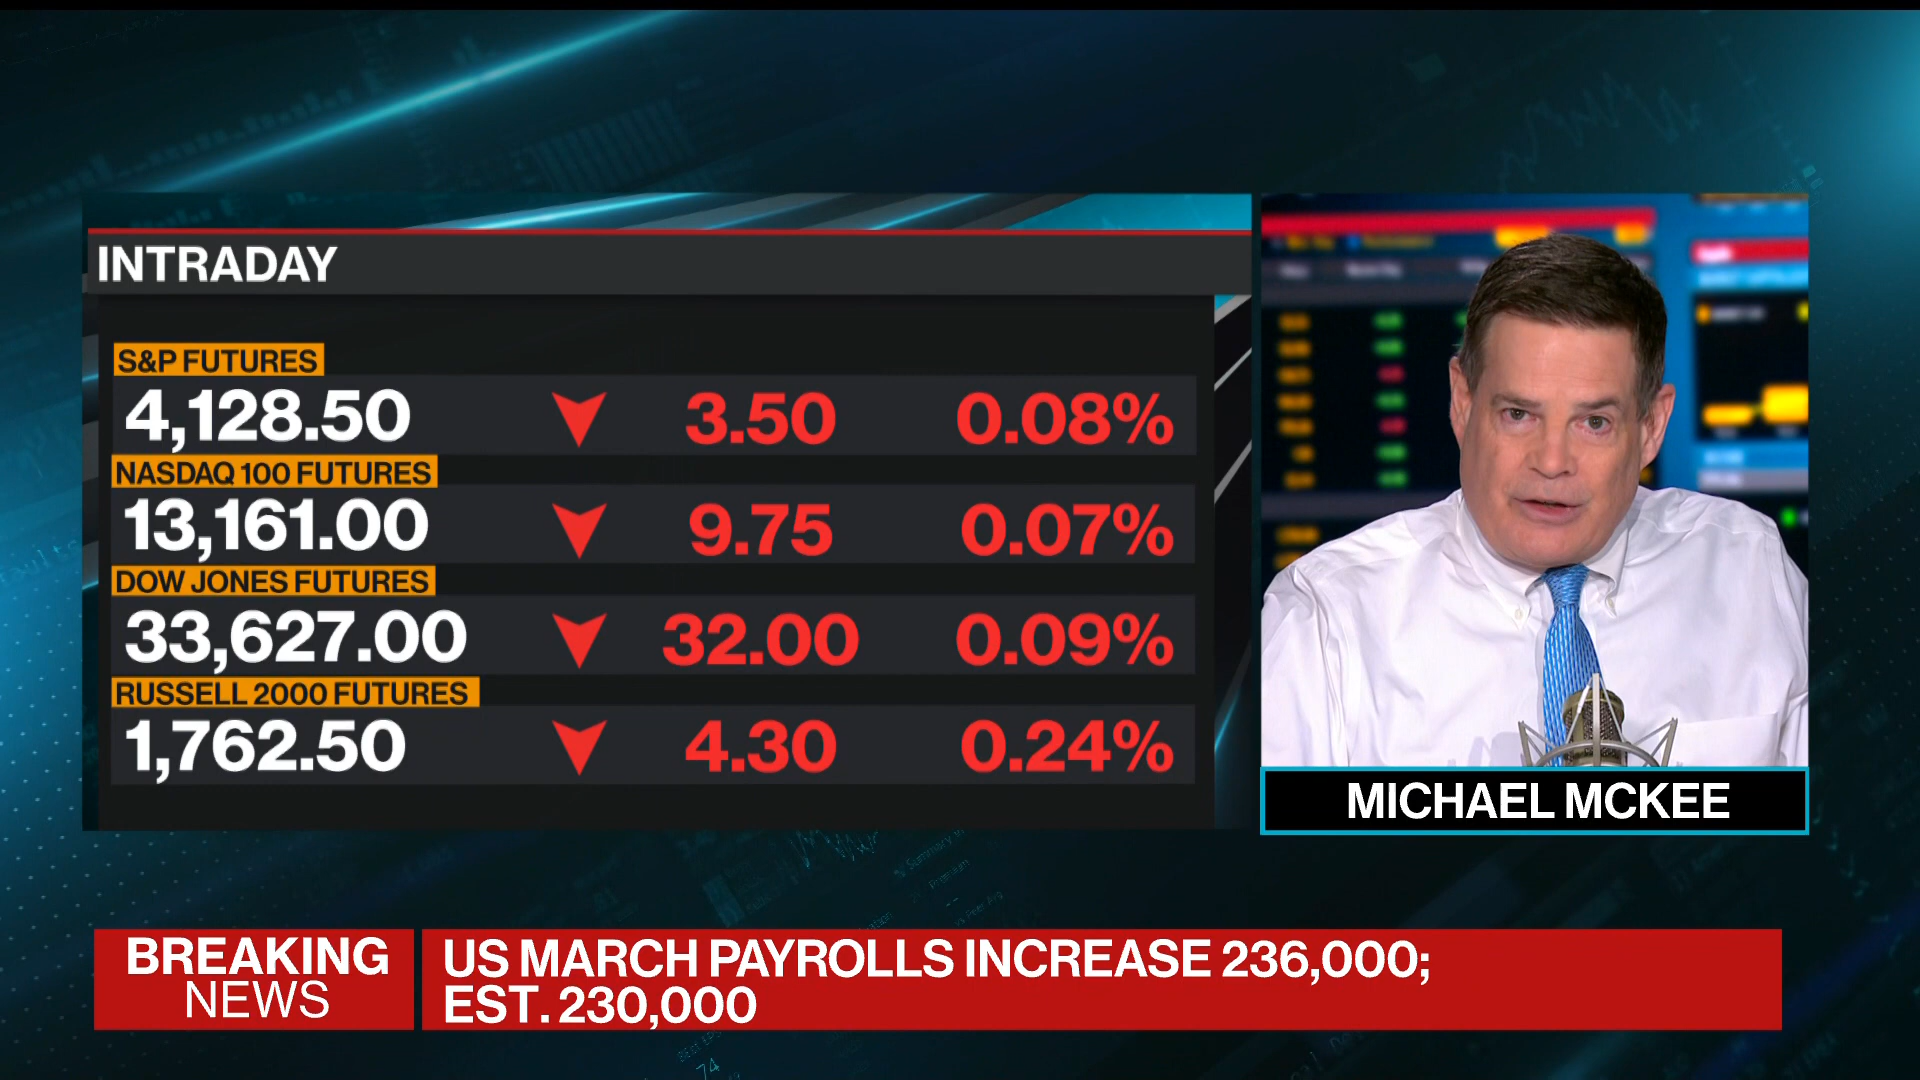 INTRADAY
S&P FUTURES
4,128.50 3.50 0.08%
NASDAQ 100 FUTURES
13,161.00 9.75 0.07%
DOW JONES FUTURES
33,627.00 32.00 0.09%
RUSSELL 2000 FUTURES
1,762.50 4.30 0.24%
MICHAEL MCKEE
BREAKING
NEWS
US MARCH PAYROLLS INCREASE 236,000;
EST. 230,000
74